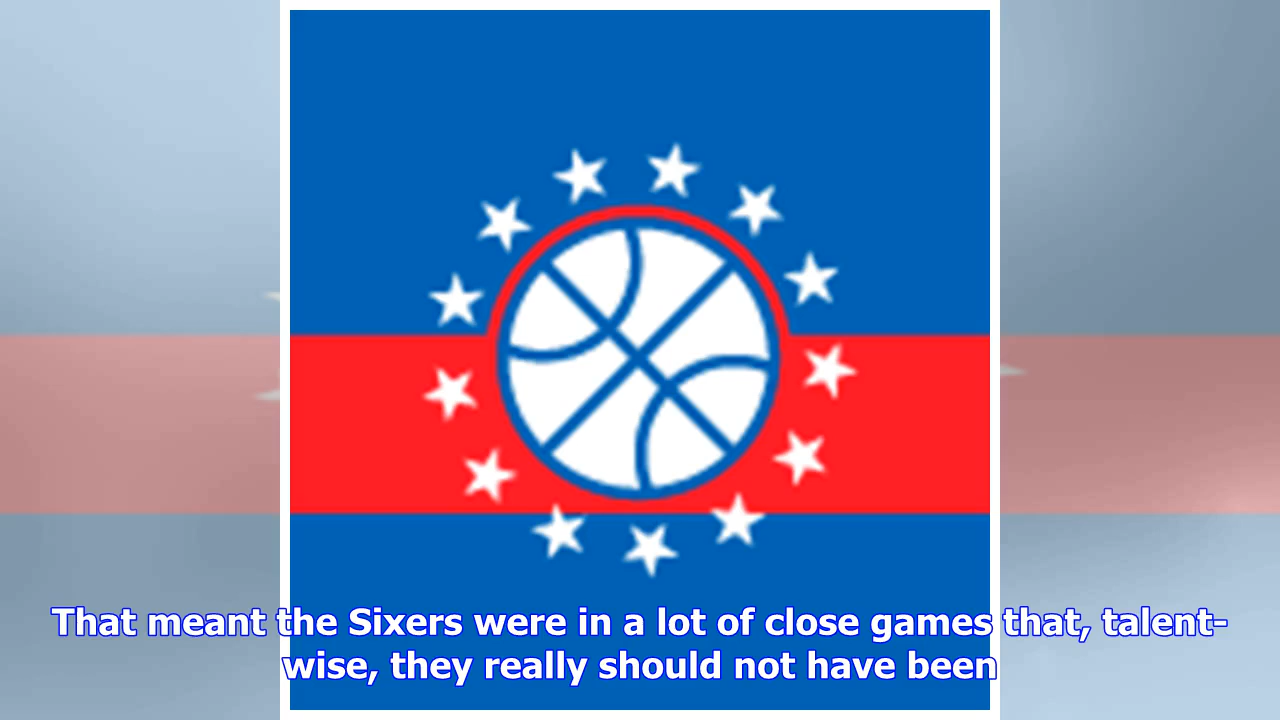 That meant the Sixers were in a lot of close games that, talent-
wise, they really should not have been